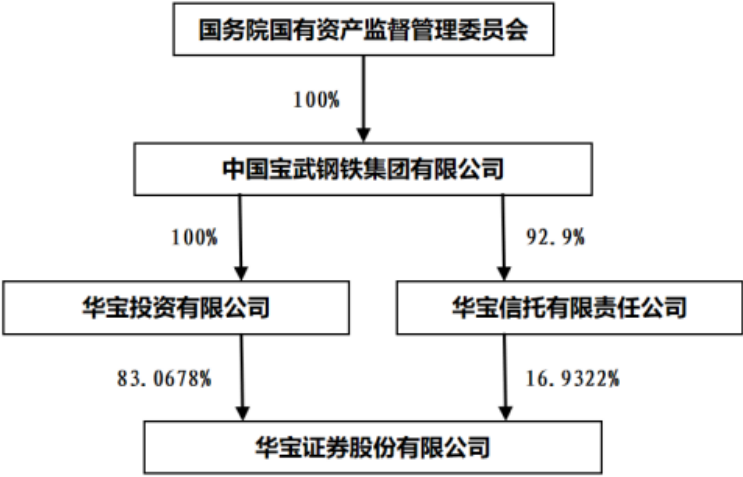 国务院国有资产监督管理委员会
100%
中国宝武钢铁集团有限公司
100%
92.9%
华宝投资有限公司
华宝信托有限责任公司
83.0678%
16.9322%
华宝证券股份有限公司